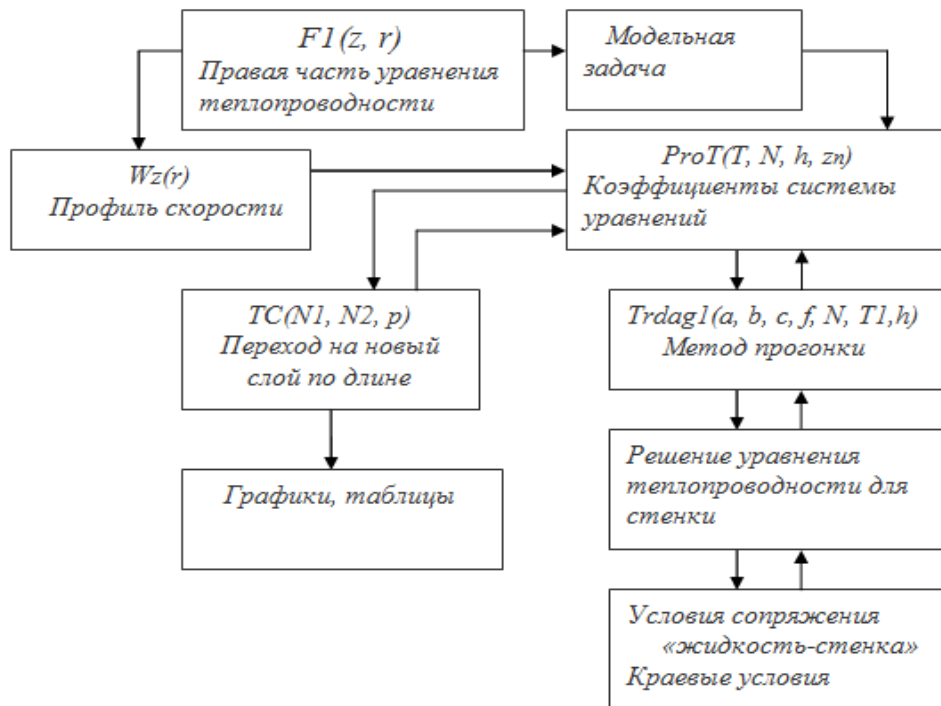 F1(z, r)
Правая часть уравнения
теплопроводности
Модельная
задача
Wz(r)
Профиль скорости
ProT(T, N, h, zn)
Коэффициенты системы
уравнений
TC(N1, N2, p)
Переход на новый
слой по длине
Trdag1(a, b, c, f, N, T1,h)
Метод прогонки
Графики, таблицы
Решение уравнения
теплопроводности для
стенки
Условия сопряжения
«жидкость-стенка»
Краевые условия